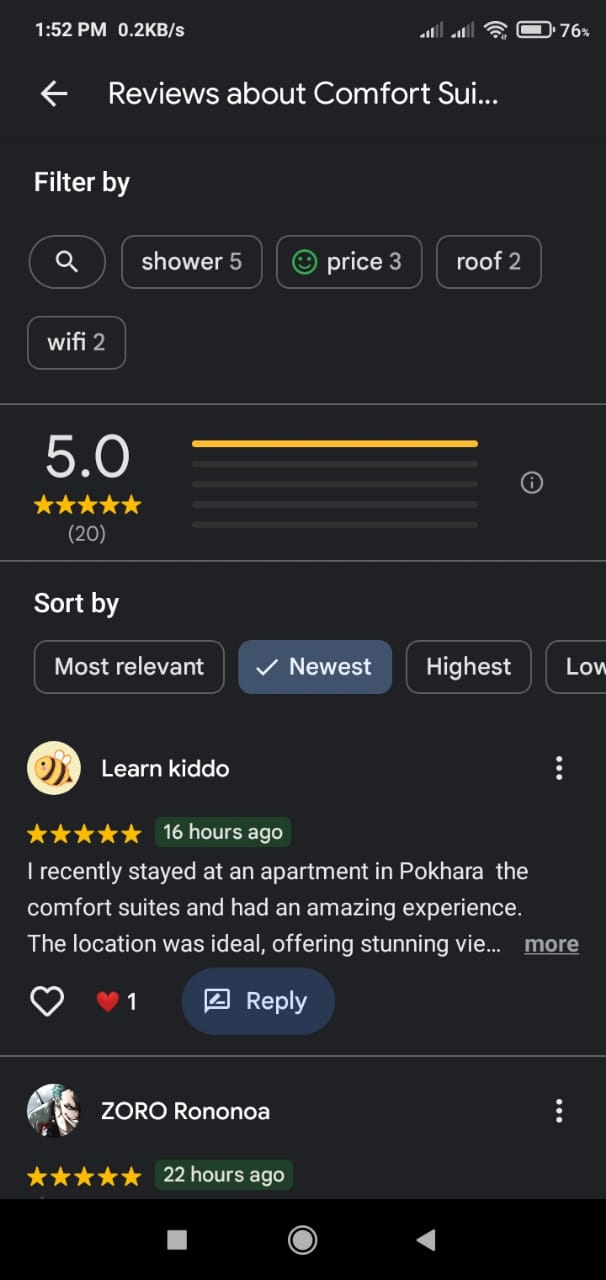 1:52 PM 0.2KB/s 76%
Reviews about Comfort Sui...
Filter by
shower 5 price 3 roof 2
wifi 2
5.0
(20)
Sort by
Most relevant Newest Highest Low
Learn kiddo
16 hours ago
I recently stayed at an apartment in Pokhara the
comfort suites and had an amazing experience.
The location was ideal, offering stunning vie... more
1 Reply
ZORO Rononoa
22 hours ago